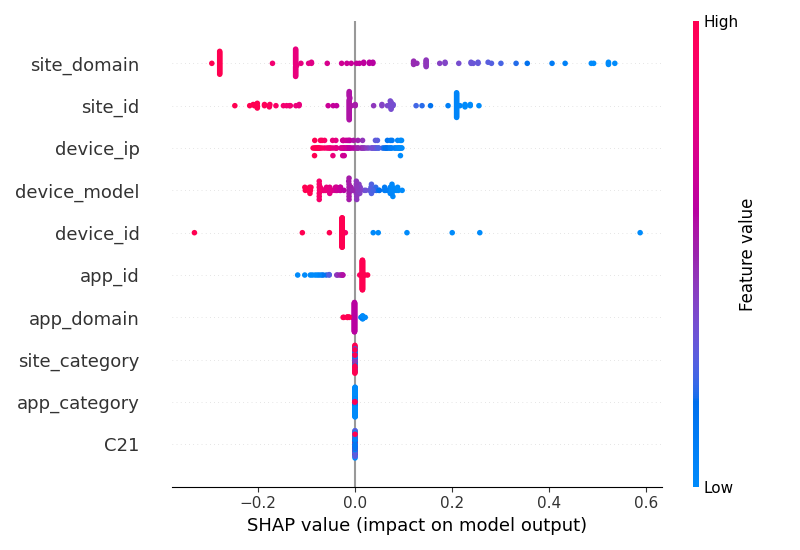 High
site_domain
site_id
device_ip
device_model
device_id
app_id
app_domain
site_category
app_category
C21
Feature value
Low
−0.2 0.0 0.2 0.4 0.6
SHAP value (impact on model output)